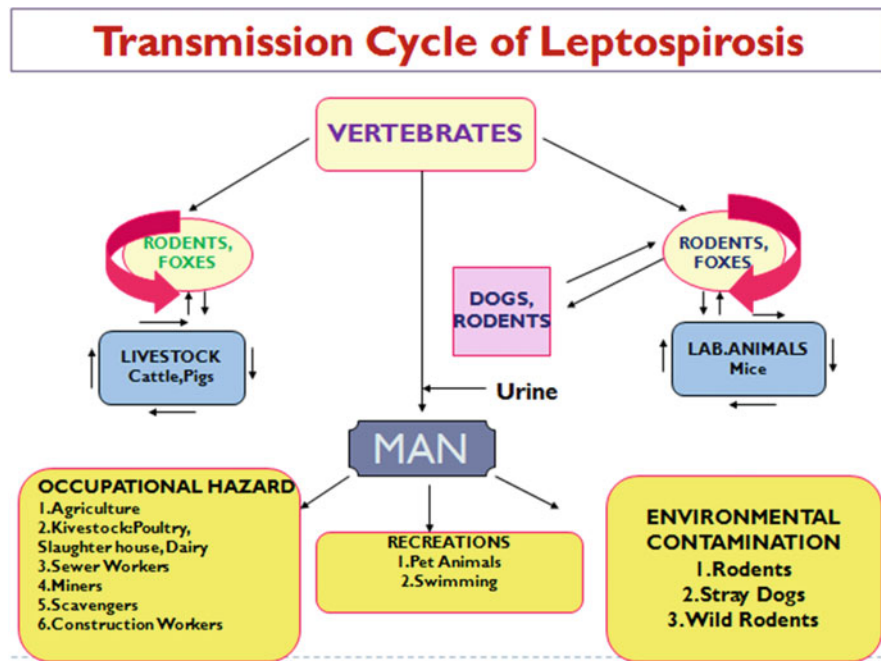 Transmission Cycle of Leptospirosis
VERTEBRATES
RODENTS,
FOXES
RODENTS,
FOXES
DOGS,
RODENTS
LIVESTOCK
Cattle,Pigs
LAB.ANIMALS
Mice
Urine
MAN
OCCUPATIONAL HAZARD
1.Agriculture
2.Kivestock:Poultry,
Slaughter house,Dairy
3.Sewer Workers
4.Miners
5.Scavengers
6.Construction Workers
RECREATIONS
1.Pet Animals
2.Swimming
ENVIRONMENTAL
CONTAMINATION
1.Rodents
2.Stray Dogs
3.Wild Rodents